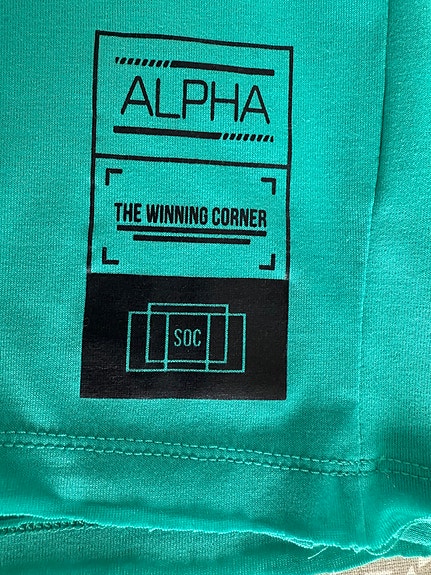 ALPHA
THE WINNING CORNER
SOC